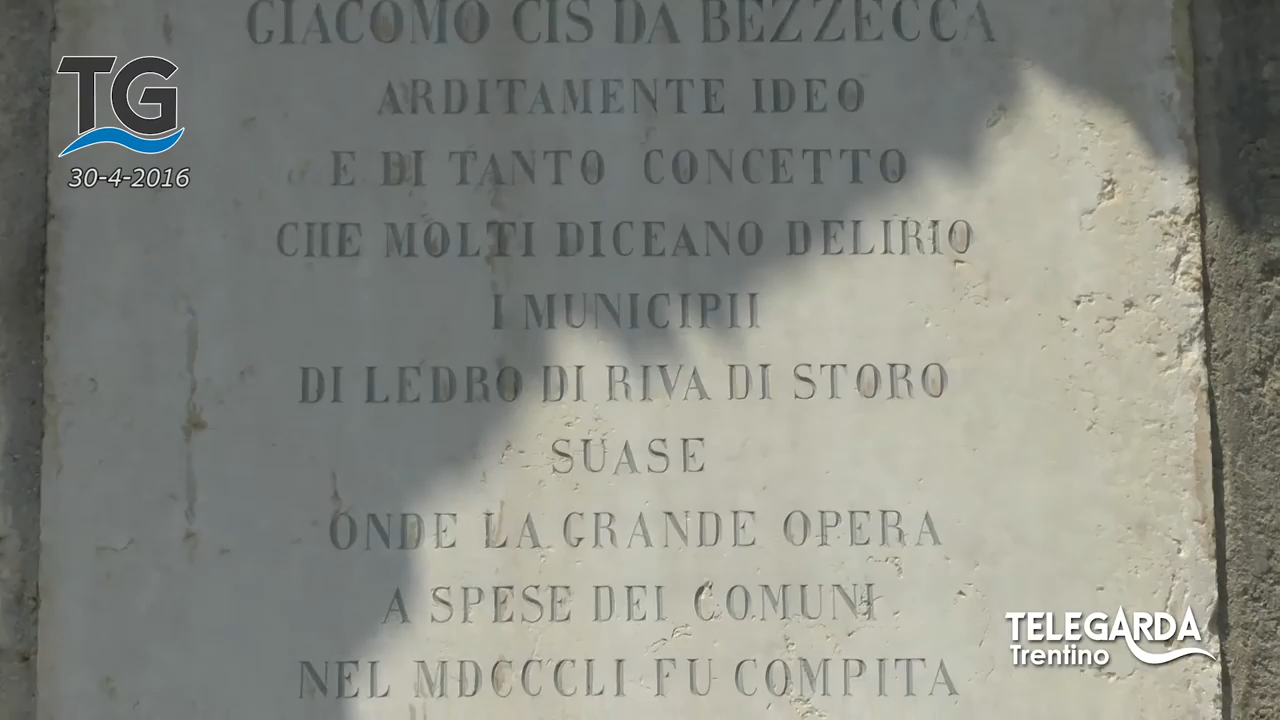 GIACOMO CIS DA BEZZECCA
TG
30-4-2016
ARDITAMENTE IDEO
E DI TANTO CONCETTO
CHE MOLTI DICEANO DELIRIO
I MUNICIPII
DI LEDRO DI RIVA DI STORO
SUASE
ONDE LA GRANDE OPERA
A SPESE DEI COMUNI
NEL MDCCCLI FU COMPITA
TELEGARDA
Trentino